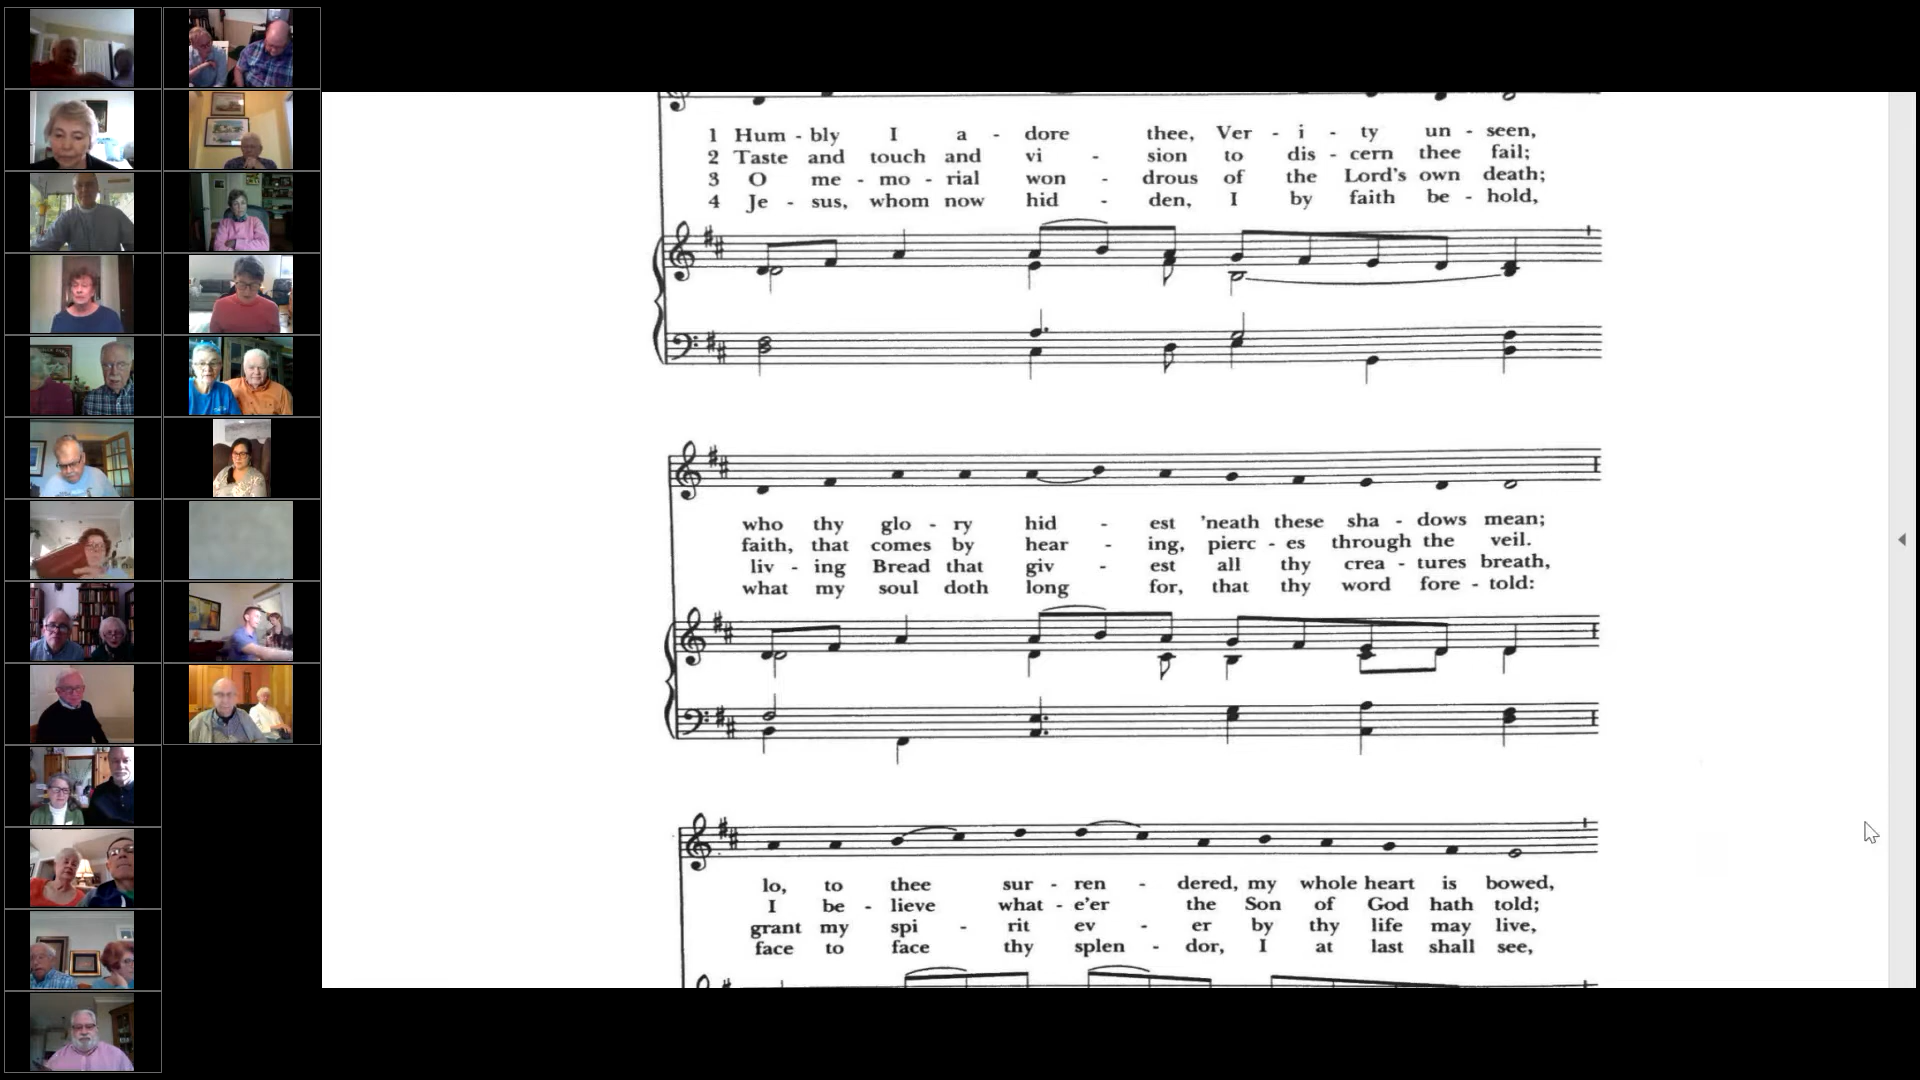 1 Hum - bly I a - dore thee, Ver - i - ty un - seen,
2 Taste and touch and vi - sion to dis - cern thee fail;
3 O me - mo - rial won - drous of the Lord's own death;
4 Je - sus, whom now hid - den, I by faith be - hold,
who thy glo - ry hid - est 'neath these sha - dows mean;
faith, that comes by hear - ing, pierc - es through the veil.
liv - ing Bread that giv - est all thy crea - tures breath,
what my soul doth long for, that thy word fore - told:
lo, to thee sur - ren - dered, my whole heart is bowed,
I be - lieve what - e'er the Son of God hath told;
grant my spi - rit ev - er by thy life may live,
face to face thy splen - dor, I at last shall see,